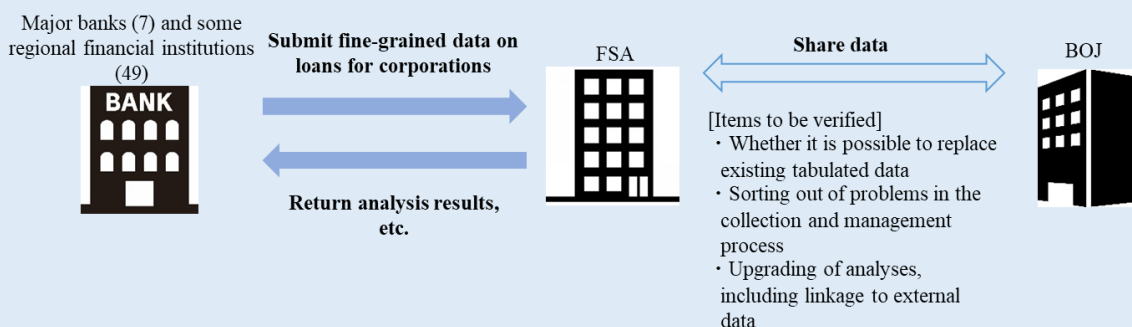 Major banks (7) and some
regional financial institutions
(49)
BANK
Submit fine-grained data on
loans for corporations
Return analysis results,
etc.
FSA
Share data
BOJ
[Items to be verified]
・Whether it is possible to replace
existing tabulated data
・Sorting out of problems in the
collection and management
process
・Upgrading of analyses,
including linkage to external
data